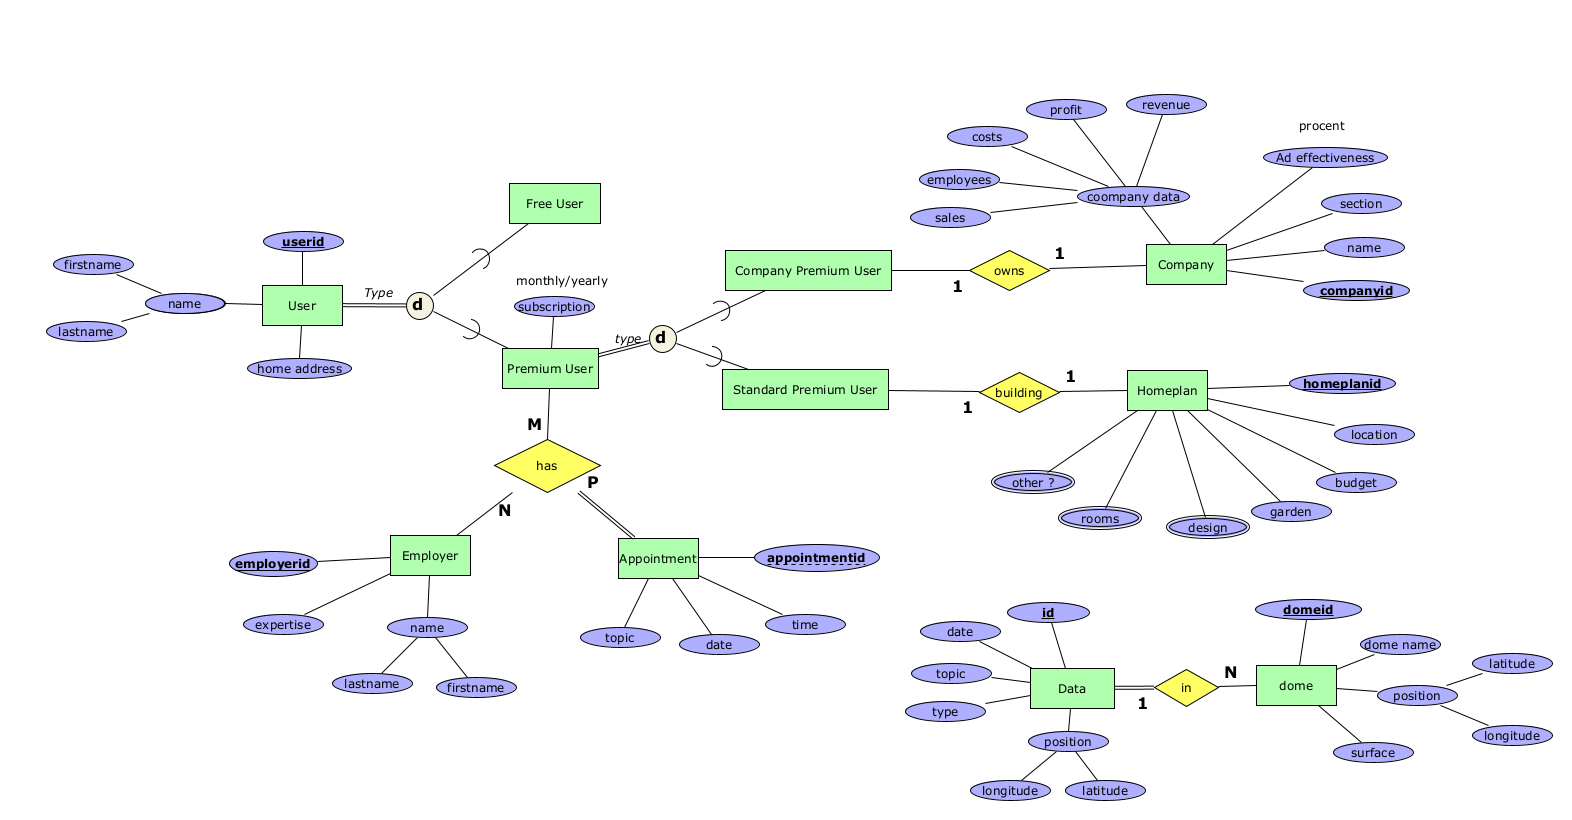 profit
revenue
costs
procent
Ad effectiveness
employees
coompany data
sales
section
Free User
name
userid
firstname
Company Premium User
owns
1
1
Company
companyid
name
User
Type
d
monthly/yearly
subscription
lastname
home address
type
d
Premium User
Standard Premium User
1
building
1
Homeplan
homeplanid
location
M
has
P
N
other ?
rooms
design
garden
budget
Employer
employerid
expertise
name
lastname
firstname
Appointment
appointmentid
topic
date
time
id
date
topic
type
Data
1
in
N
position
longitude
latitude
domeid
dome name
dome
position
latitude
longitude
surface